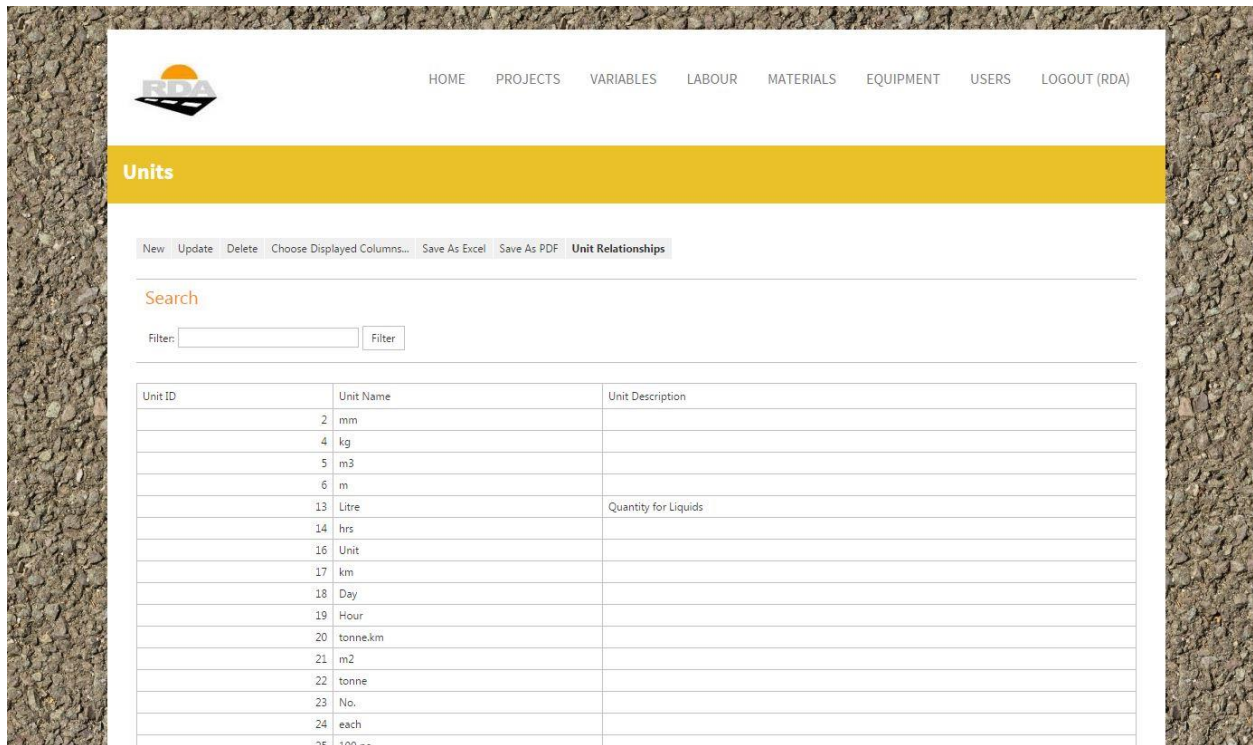 RDA
HOME PROJECTS VARIABLES LABOUR MATERIALS EQUIPMENT USERS LOGOUT (RDA)
Units
New Update Delete Choose Displayed Columns... Save As Excel Save As PDF Unit Relationships
Search
Filter: Filter
Unit ID Unit Name Unit Description
2 mm
4 kg
5 m3
6 m
13 Litre Quantity for Liquids
14 hrs
16 Unit
17 km
18 Day
19 Hour
20 tonne.km
21 m2
22 tonne
23 No.
24 each